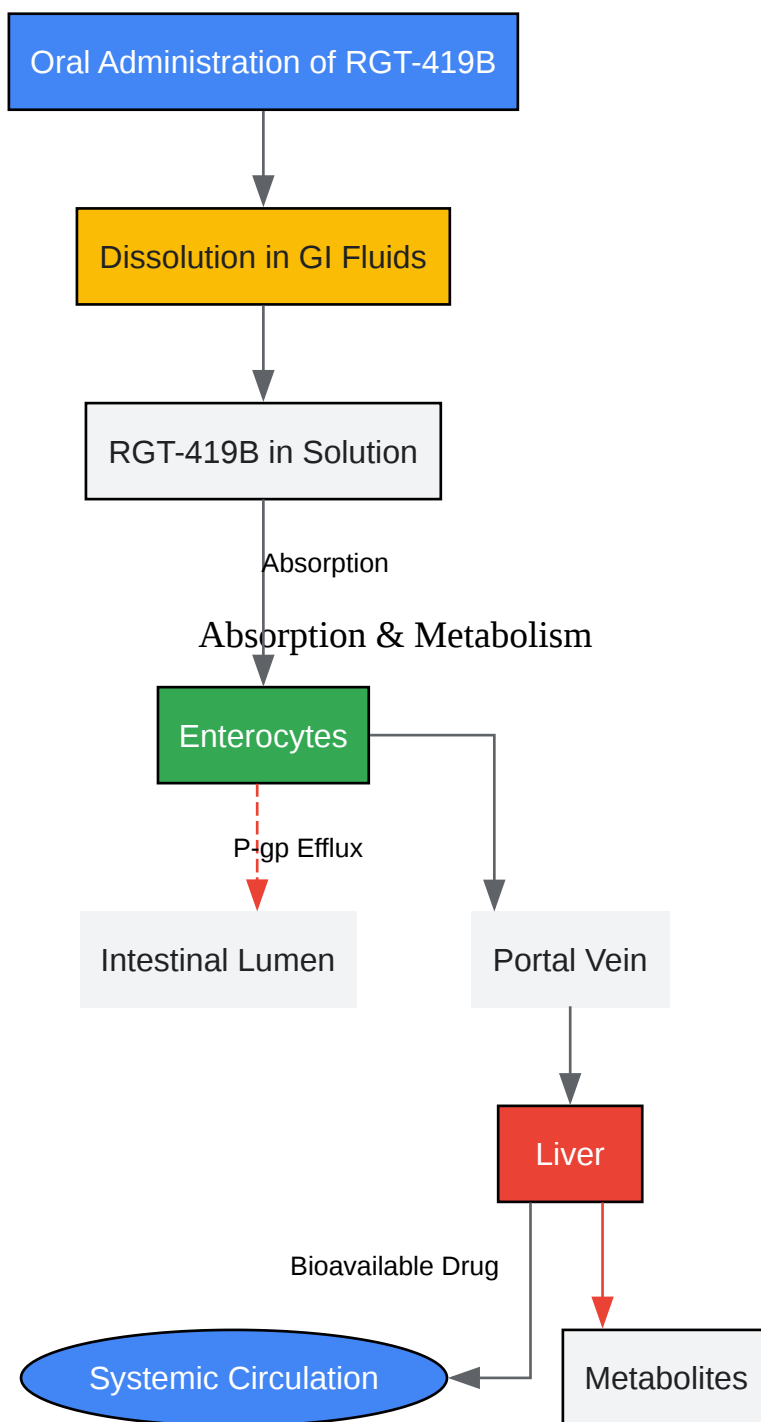 Oral Administration of RGT-419B
Dissolution in GI Fluids
RGT-419B in Solution
Absorption
Absorption & Metabolism
Enterocytes
P-gp Efflux
Intestinal Lumen
Portal Vein
Liver
Bioavailable Drug
Systemic Circulation
Metabolites